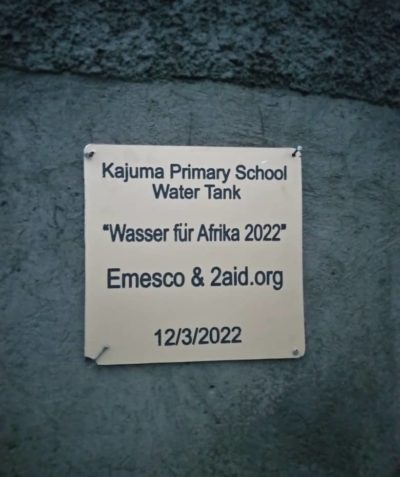 Kajuma Primary School
Water Tank
"Wasser für Afrika 2022"
Emesco & 2aid.org
12/3/2022